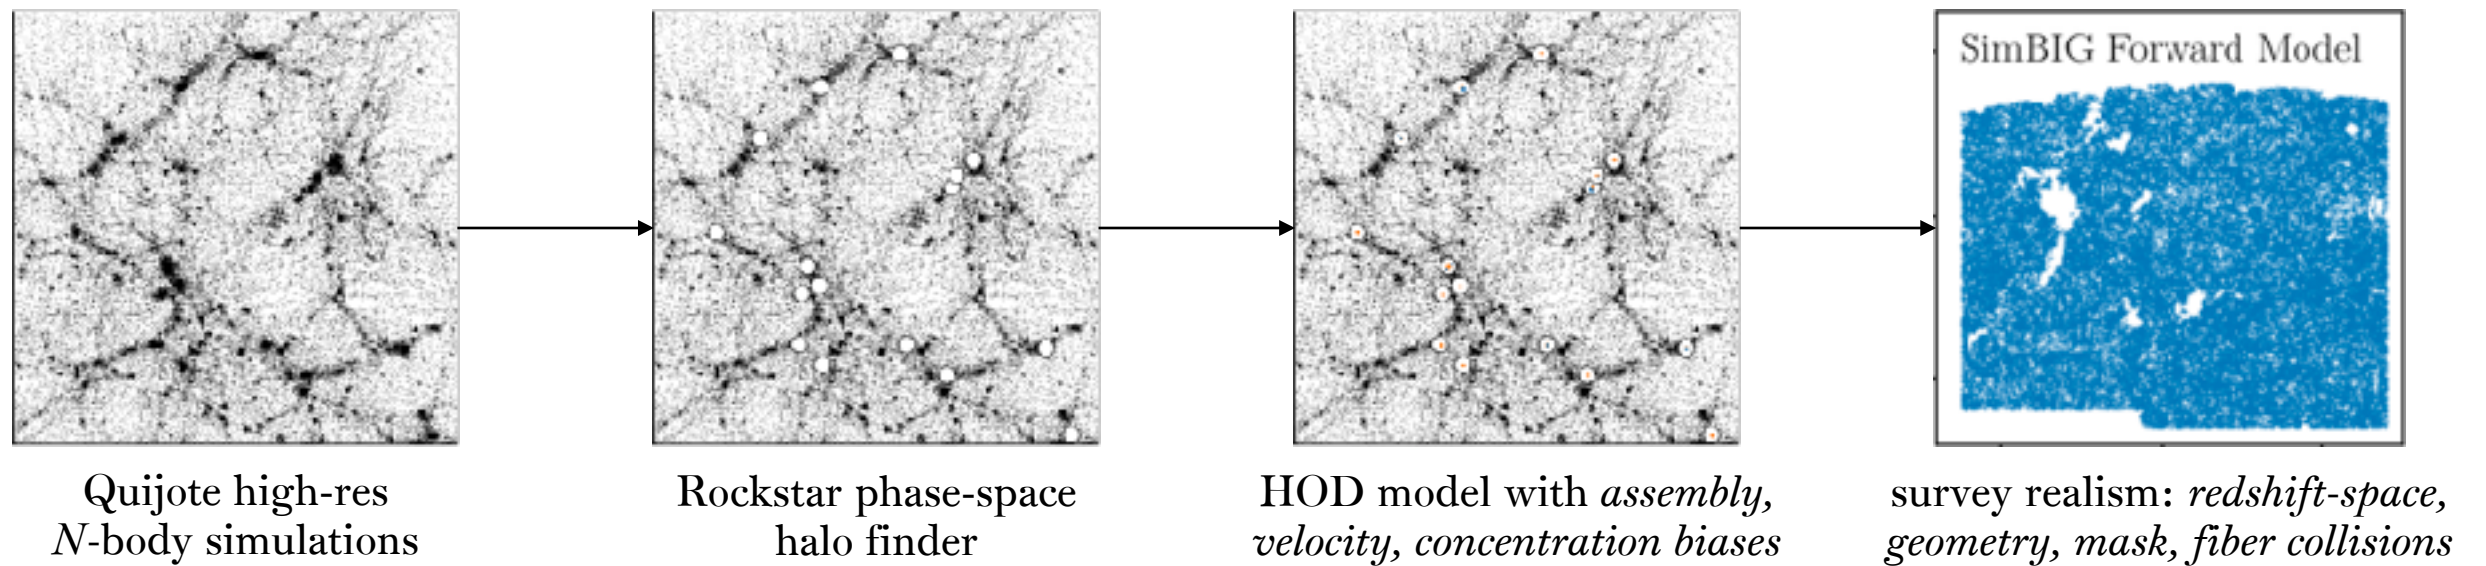 SimBIG Forward Model
Quijote high-res
N-body simulations
Rockstar phase-space
halo finder
HOD model with assembly,
velocity, concentration biases
survey realism: redshift-space,
geometry, mask, fiber collisions